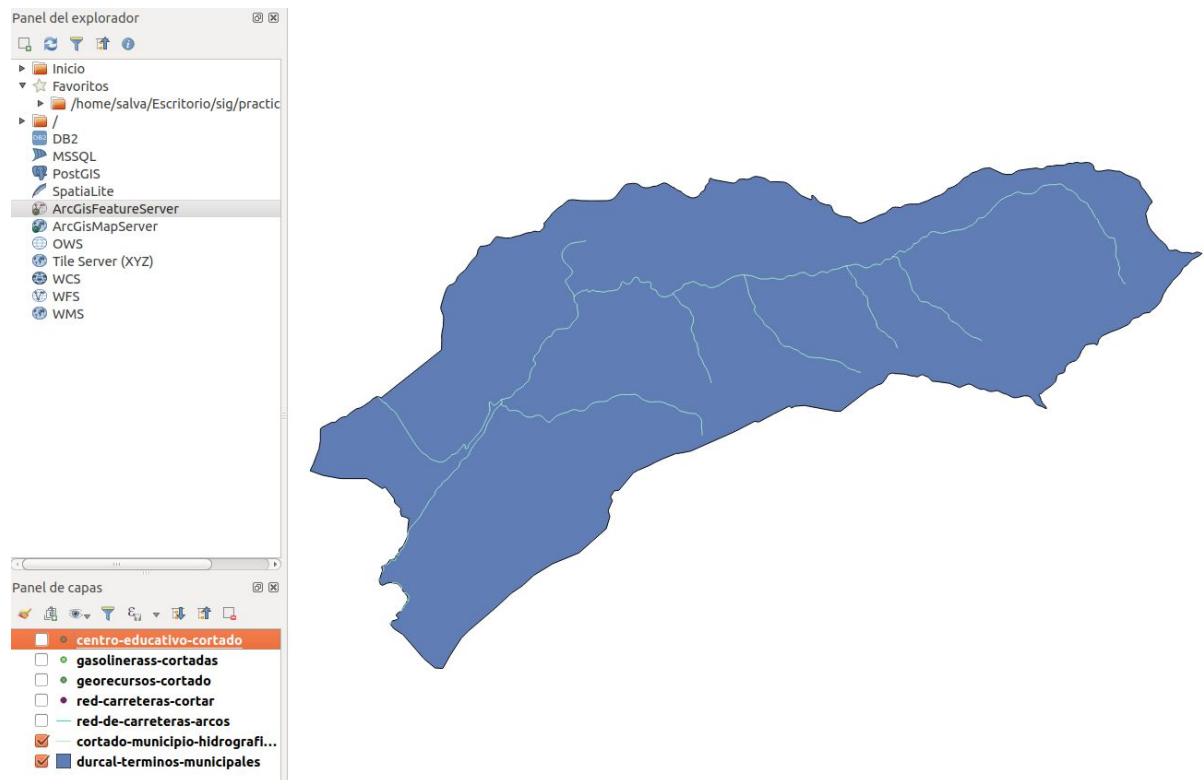 Panel del explorador
Inicio
Favoritos
/home/salva/Escritorio/sig/practic
/
DB2
MSSQL
PostGIS
SpatiaLite
ArcGisFeatureServer
ArcGisMapServer
OWS
Tile Server (XYZ)
WCS
WFS
WMS
Panel de capas
centro-educativo-cortado
gasolinerass-cortadas
georecursos-cortado
red-carreteras-cortar
red-de-carreteras-arcos
cortado-municipio-hidrografi...
durcal-terminos-municipales